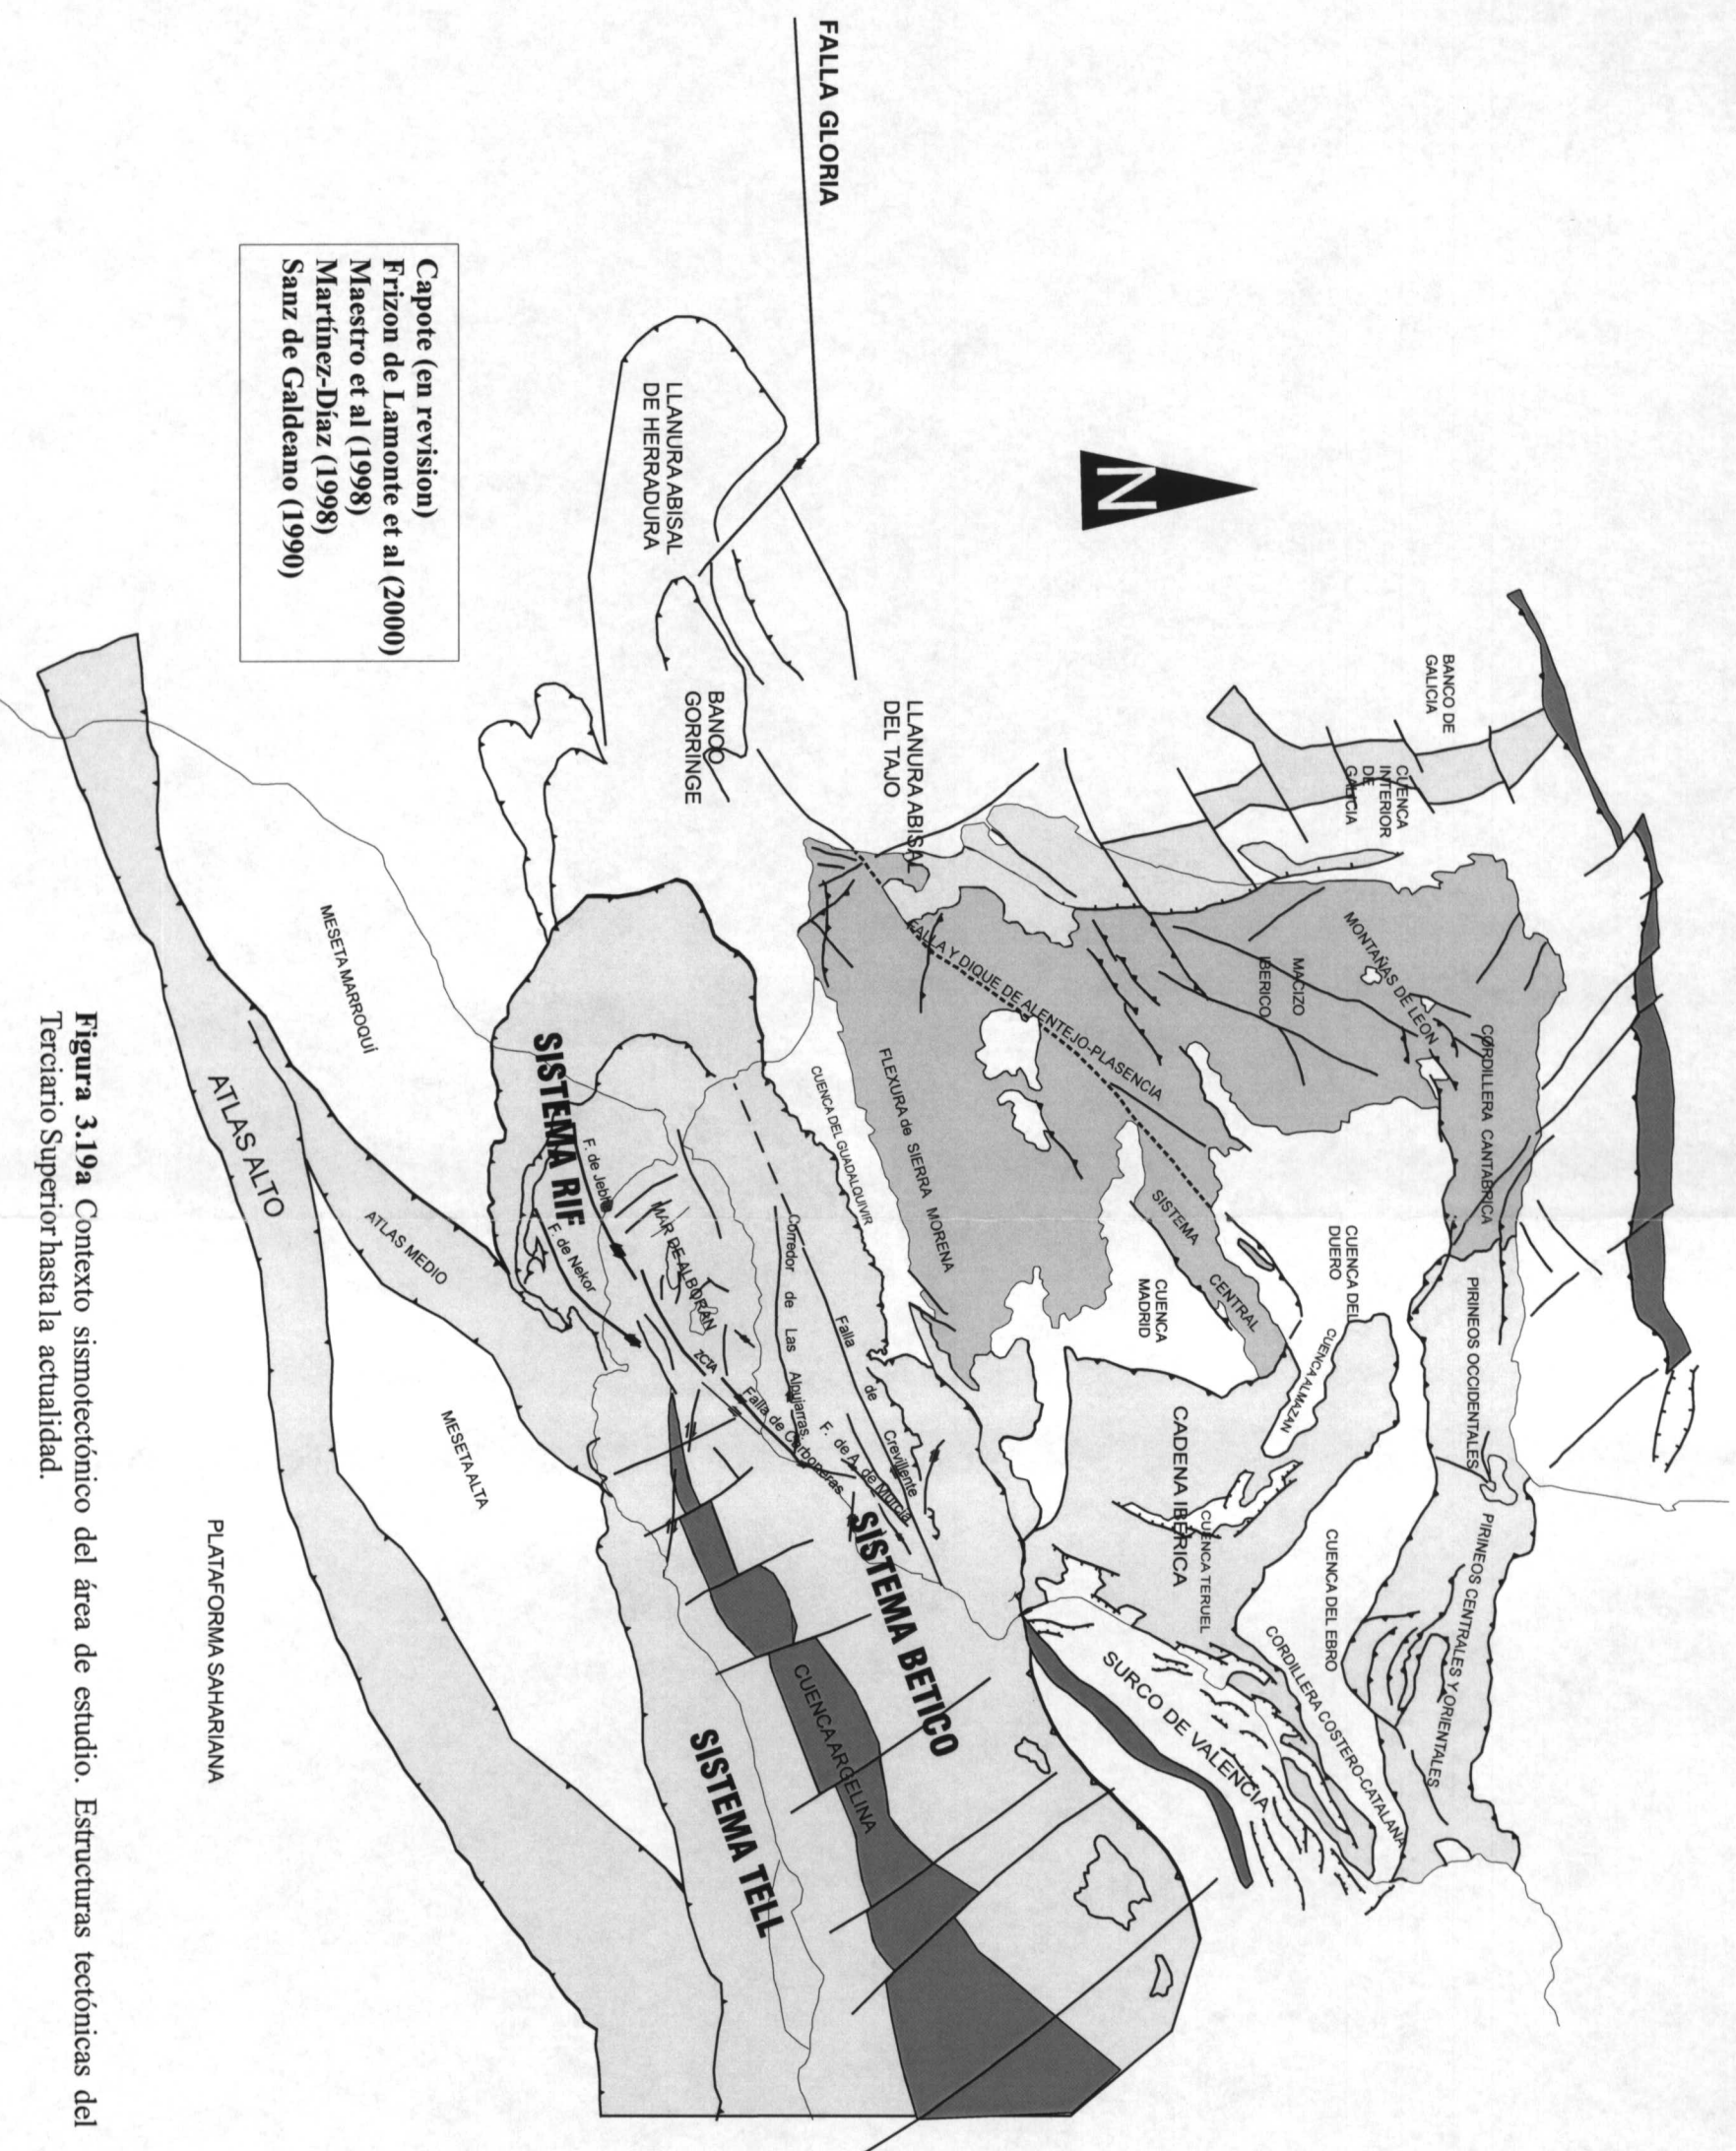 FALLA GLORIA
N
BANCO DE
GALICIA
CUENCA
INTERIOR
DE
GALICIA
MONTAÑAS DE LEON
CORDILLERA CANTABRICA
MACIZO
IBERICO
PIRINEOS OCCIDENTALES
PIRINEOS CENTRALES Y ORIENTALES
CUENCA DEL
DUERO
CUENCA ALMAZAN
CUENCA DEL EBRO
CORDILLERA COSTERO-CATALANA
SISTEMA
CENTRAL
CUENCA
MADRID
CADENA IBERICA
CUENCA TERUEL
SURCO DE VALENCIA
FALLA Y DIQUE DE ALENTEJO-PLASENCIA
LLANURA ABISAL
DEL TAJO
FLEXURA de SIERRA MORENA
CUENCA DEL GUADALQUIVIR
LLANURA ABISAL
DE HERRADURA
BANCO
GORRINGE
Falla de Crevillente
Corredor de Las Alpujarras.
F. de A. de Murcia
Falla de Carboneras
SISTEMA BETICO
MAR DE ALBORAN
ZCTA
F. de Jebha
F. de Nekor
SISTEMA RIF
CUENCA ARGELINA
SISTEMA TELL
MESETA MARROQUÍ
ATLAS MEDIO
ATLAS ALTO
MESETA ALTA
PLATAFORMA SAHARIANA
Capote (en revision)
Frizon de Lamonte et al (2000)
Maestro et al (1998)
Martínez-Díaz (1998)
Sanz de Galdeano (1990)
Figura 3.19a Contexto sismotectónico del área de estudio. Estructuras tectónicas del
Terciario Superior hasta la actualidad.